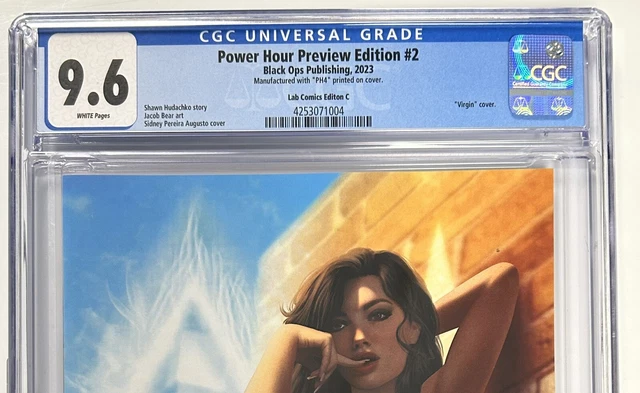 CGC UNIVERSAL GRADE
9.6
WHITE Pages
Power Hour Preview Edition #2
Black Ops Publishing, 2023
Manufactured with "PH4" printed on cover.
Lab Comics Editon C
Shawn Hudachko story
Jacob Bear art
Sidney Pereira Augusto cover
4253071004
"Virgin" cover.
CGC